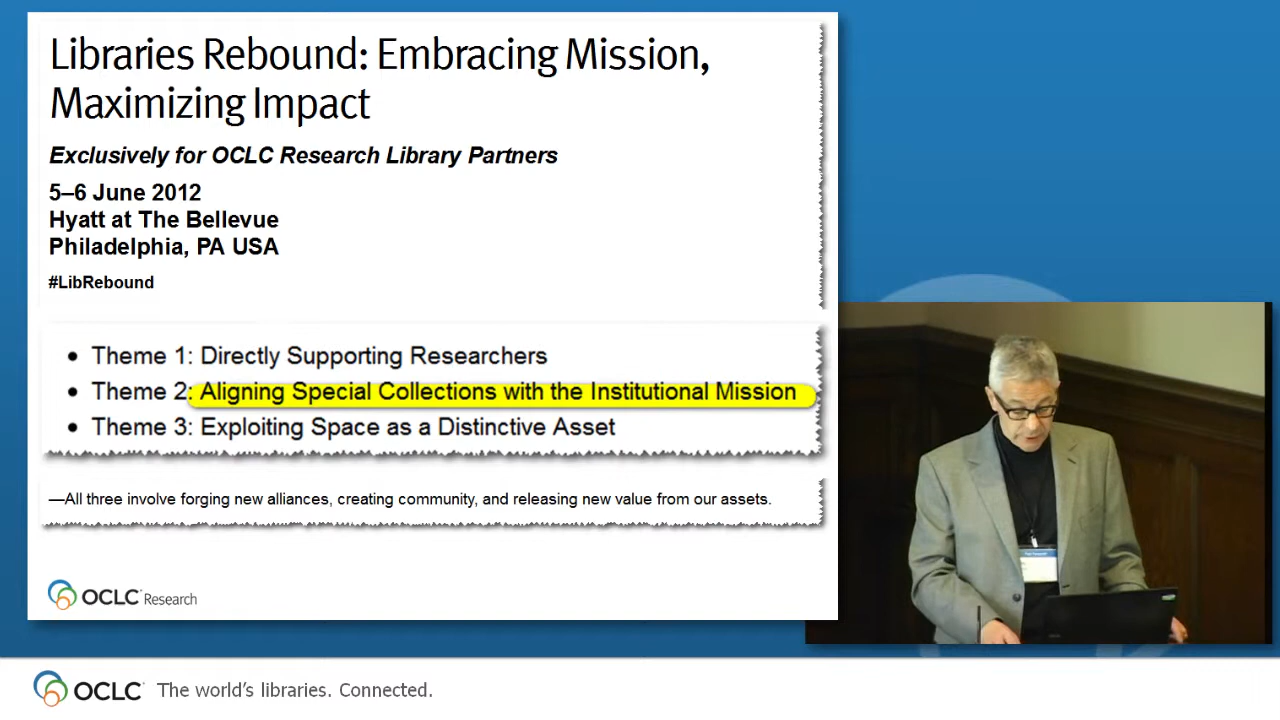 Libraries Rebound: Embracing Mission,
Maximizing Impact
Exclusively for OCLC Research Library Partners
5–6 June 2012
Hyatt at The Bellevue
Philadelphia, PA USA
#LibRebound
• Theme 1: Directly Supporting Researchers
• Theme 2: Aligning Special Collections with the Institutional Mission
• Theme 3: Exploiting Space as a Distinctive Asset
—All three involve forging new alliances, creating community, and releasing new value from our assets.
OCLC Research
OCLC The world's libraries. Connected.